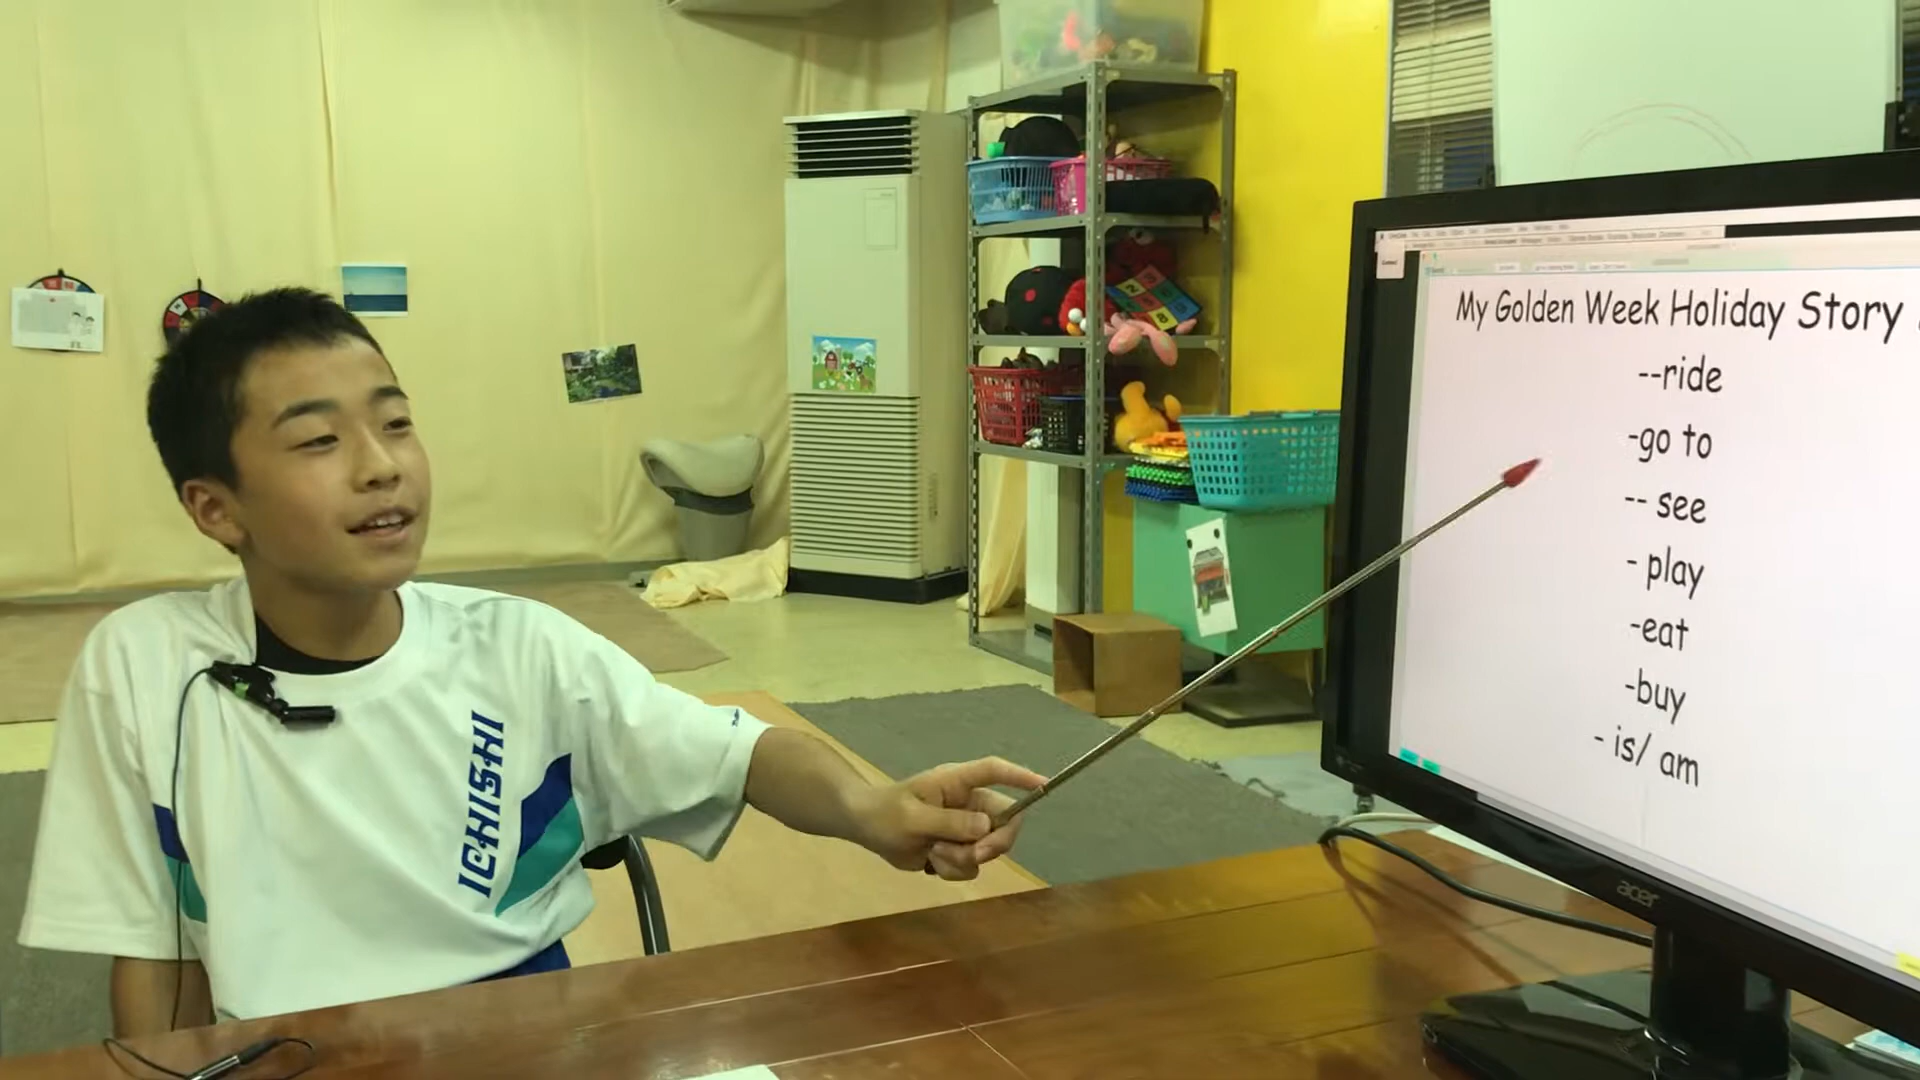 My Golden Week Holiday Story
--ride
-go to
-- see
- play
-eat
-buy
- is/ am
ICHISHI
acer